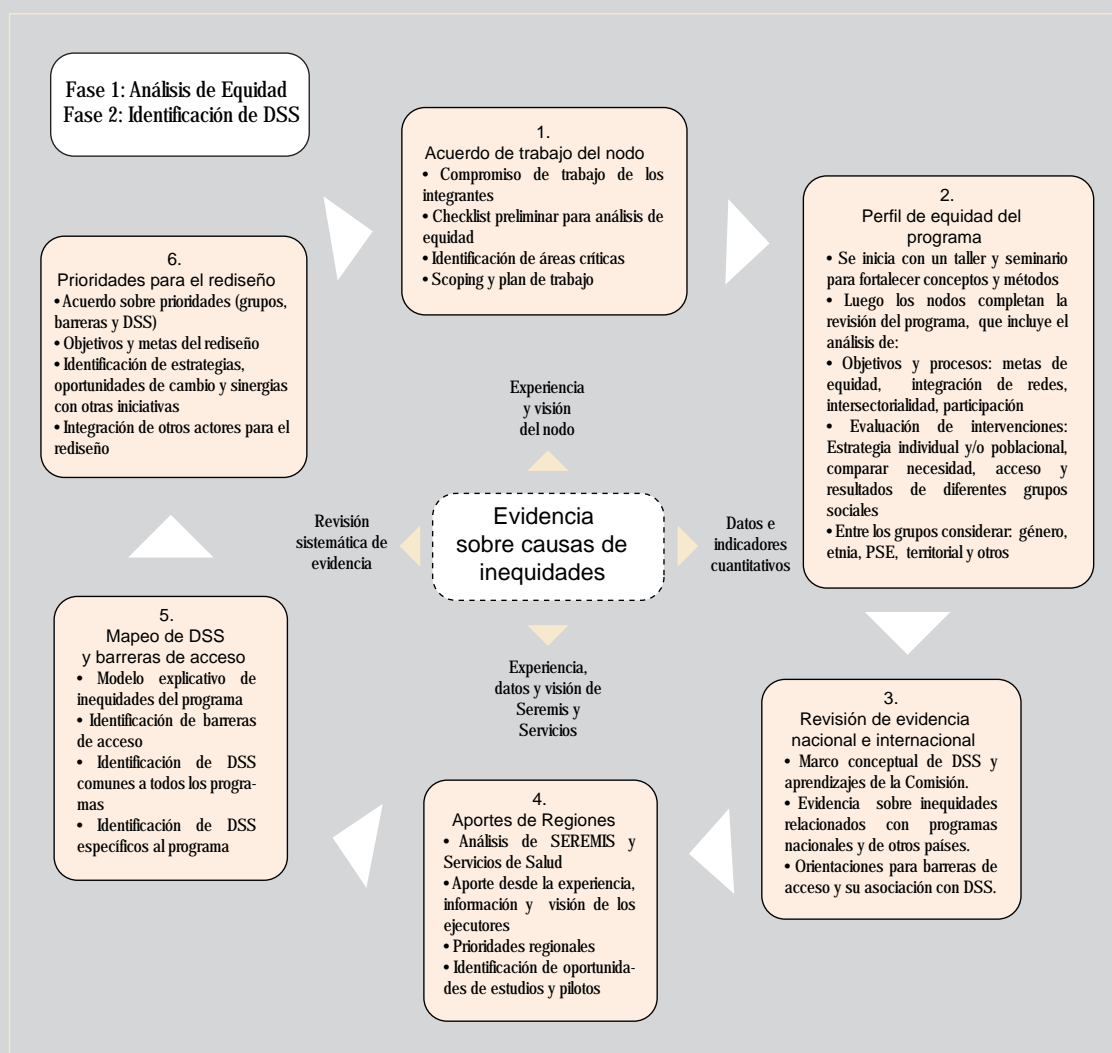 Fase 1: Análisis de Equidad
Fase 2: Identificación de DSS
1.
Acuerdo de trabajo del nodo
• Compromiso de trabajo de los
integrantes
• Checklist preliminar para análisis de
equidad
• Identificación de áreas críticas
• Scoping y plan de trabajo
2.
Perfil de equidad del
programa
• Se inicia con un taller y seminario
para fortalecer conceptos y métodos
• Luego los nodos completan la
revisión del programa, que incluye el
análisis de:
• Objetivos y procesos: metas de
equidad, integración de redes,
intersectorialidad, participación
• Evaluación de intervenciones:
Estrategia individual y/o poblacional,
comparar necesidad, acceso y
resultados de diferentes grupos
sociales
• Entre los grupos considerar: género,
etnia, PSE, territorial y otros
3.
Revisión de evidencia
nacional e internacional
• Marco conceptual de DSS y
aprendizajes de la Comisión.
• Evidencia sobre inequidades
relacionados con programas
nacionales y de otros países.
• Orientaciones para barreras de
acceso y su asociación con DSS.
4.
Aportes de Regiones
• Análisis de SEREMIS y
Servicios de Salud
• Aporte desde la experiencia,
información y visión de los
ejecutores
• Prioridades regionales
• Identificación de oportunida-
des de estudios y pilotos
5.
Mapeo de DSS
y barreras de acceso
• Modelo explicativo de
inequidades del programa
• Identificación de barreras
de acceso
• Identificación de DSS
comunes a todos los progra-
mas
• Identificación de DSS
específicos al programa
6.
Prioridades para el rediseño
• Acuerdo sobre prioridades (grupos,
barreras y DSS)
• Objetivos y metas del rediseño
• Identificación de estrategias,
oportunidades de cambio y sinergias
con otras iniciativas
• Integración de otros actores para el
rediseño
Experiencia
y visión
del nodo
Revisión
sistemática de
evidencia
Evidencia
sobre causas de
inequidades
Datos e
indicadores
cuantitativos
Experiencia,
datos y visión de
Seremis y
Servicios